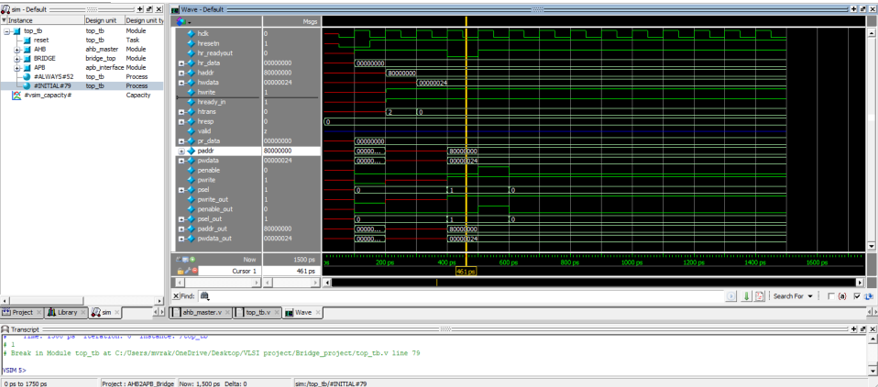 sim - Default
Instance Design unit Design unit ty
top_tb top_tb Module
reset top_tb Task
AHB ahb_master Module
BRIDGE bridge_top Module
APB apb_interface Module
#ALWAYS#52 top_tb Process
#INITIAL#79 top_tb Process
#vsim_capacity# Capacity
Wave - Default
Msgs
hclk 0
hresetn 1
hr_readyout 0
hr_data 00000000 00000000
haddr 80000000 80000000
hwdata 00000024 00000024
hwrite 1
hready_in 1
htrans 0 2 0
hresp 0 0
valid z
pr_data 00000000 00000000
paddr 80000000 00000... 80000000
pwdata 00000024 00000... 00000024
penable 0
pwrite 1
psel 1 0 1 0
pwrite_out 1
penable_out 0
psel_out 1 0 1 0
paddr_out 80000000 00000... 80000000
pwdata_out 00000024 00000... 00000024
Now 1500 ps ps 200 ps 400 ps 600 ps 800 ps 1000 ps 1200 ps 1400 ps 1600 ps
Cursor 1 461 ps 461 ps
Find: Search For
Project Library sim ahb_master.v top_tb.v Wave
Transcript
# Time: 1500 ps Iteration: 0 Instance: /top_tb
# 1
# Break in Module top_tb at C:/Users/mvrak/OneDrive/Desktop/VLSI project/Bridge_project/top_tb.v line 79
VSIM 5>
0 ps to 1750 ps Project : AHB2APB_Bridge Now: 1,500 ps Delta: 0 sim:/top_tb/#INITIAL#79